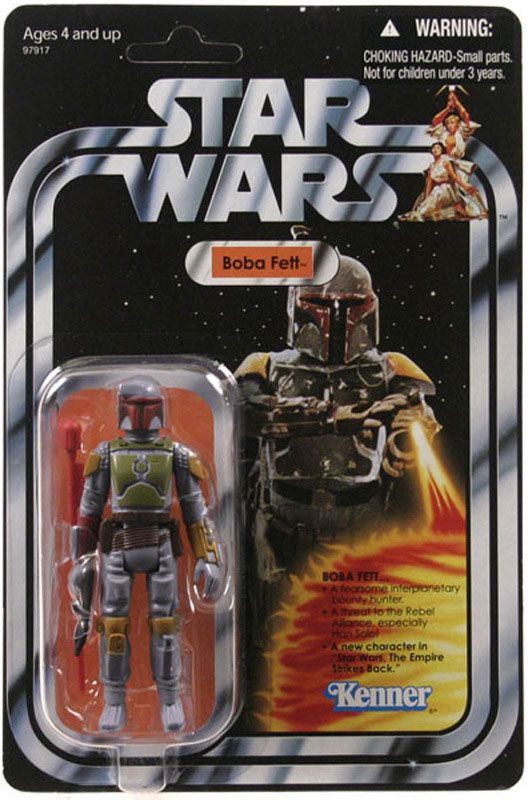 Ages 4 and up
97917
WARNING:
CHOKING HAZARD-Small parts.
Not for children under 3 years.
STAR
WARS
TM
Boba Fett™
BOBA FETT...
• A fearsome interplanetary
bounty hunter.
• A threat to the Rebel
Alliance, especially
Han Solo!
• A new character in
"Star Wars, The Empire
Strikes Back."
Kenner
®